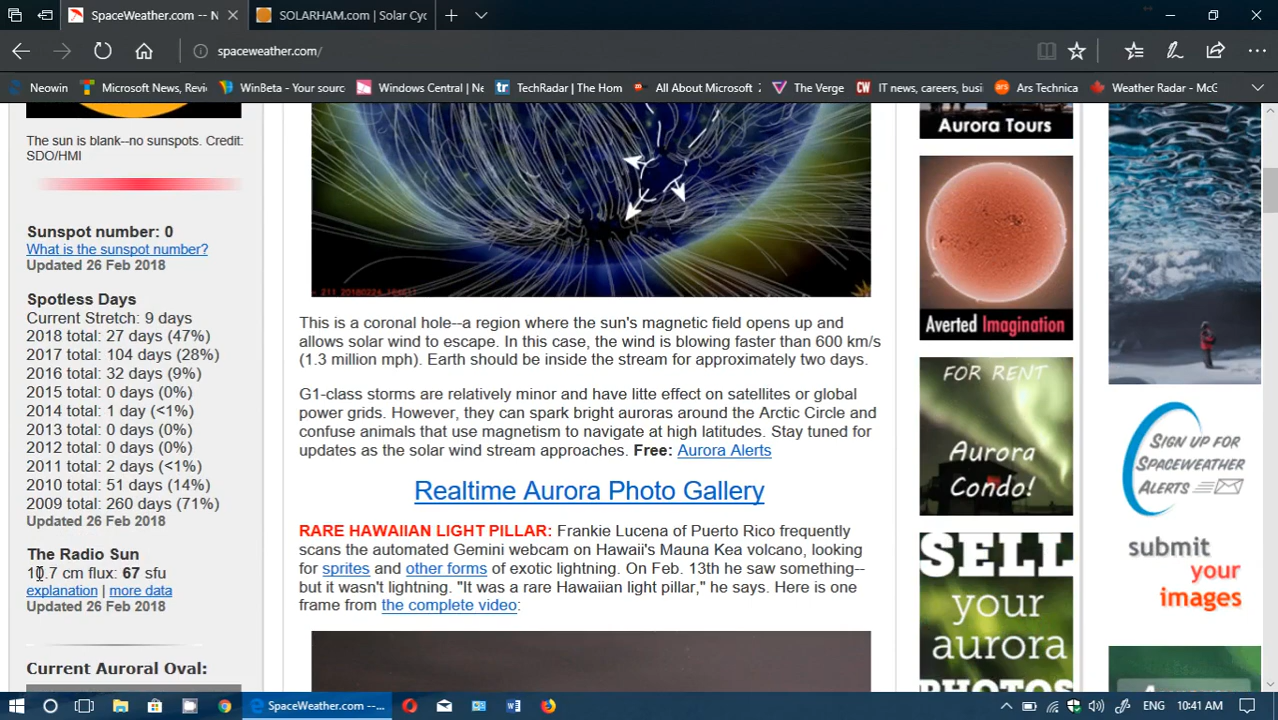 SpaceWeather.com -- N
SOLARHAM.com | Solar Cyc
spaceweather.com/
Neowin
Microsoft News, Revi
WinBeta - Your sourc
Windows Central | Ne
TechRadar | The Hom
All About Microsoft
The Verge
IT news, careers, busi
Ars Technica
Weather Radar - McG
The sun is blank--no sunspots. Credit:
SDO/HMI
Sunspot number: 0
What is the sunspot number?
Updated 26 Feb 2018
Spotless Days
Current Stretch: 9 days
2018 total: 27 days (47%)
2017 total: 104 days (28%)
2016 total: 32 days (9%)
2015 total: 0 days (0%)
2014 total: 1 day (<1%)
2013 total: 0 days (0%)
2012 total: 0 days (0%)
2011 total: 2 days (<1%)
2010 total: 51 days (14%)
2009 total: 260 days (71%)
Updated 26 Feb 2018
The Radio Sun
10.7 cm flux: 67 sfu
explanation | more data
Updated 26 Feb 2018
Current Auroral Oval:
This is a coronal hole--a region where the sun's magnetic field opens up and
allows solar wind to escape. In this case, the wind is blowing faster than 600 km/s
(1.3 million mph). Earth should be inside the stream for approximately two days.
G1-class storms are relatively minor and have litte effect on satellites or global
power grids. However, they can spark bright auroras around the Arctic Circle and
confuse animals that use magnetism to navigate at high latitudes. Stay tuned for
updates as the solar wind stream approaches. Free: Aurora Alerts
Realtime Aurora Photo Gallery
RARE HAWAIIAN LIGHT PILLAR: Frankie Lucena of Puerto Rico frequently
scans the automated Gemini webcam on Hawaii's Mauna Kea volcano, looking
for sprites and other forms of exotic lightning. On Feb. 13th he saw something--
but it wasn't lightning. "It was a rare Hawaiian light pillar," he says. Here is one
frame from the complete video:
Aurora Tours
Averted Imagination
FOR RENT
Aurora
Condo!
SELL
your
aurora
PHOTOS
SIGN UP FOR
SPACEWEATHER
ALERTS
submit
your
images
SpaceWeather.com --...
ENG
10:41 AM